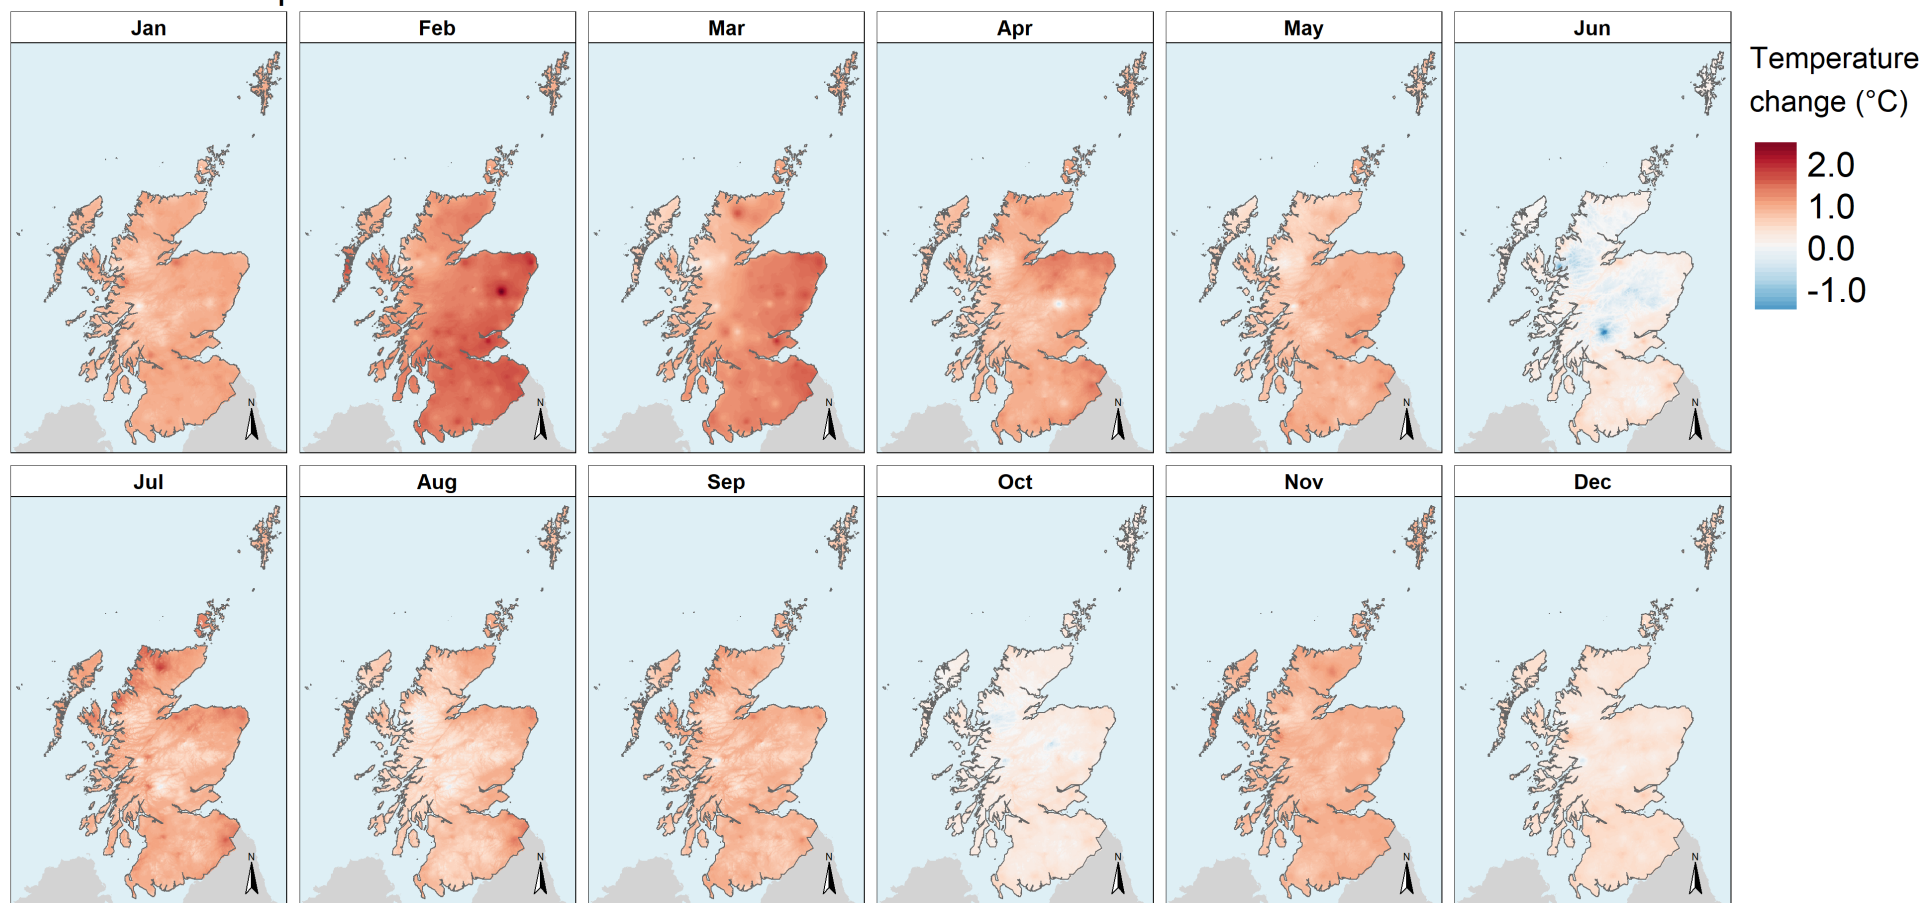 Jan Feb Mar Apr May Jun
Temperature
change (°C)
2.0
1.0
0.0
-1.0
N N N N N N
Jul Aug Sep Oct Nov Dec
N N N N N N